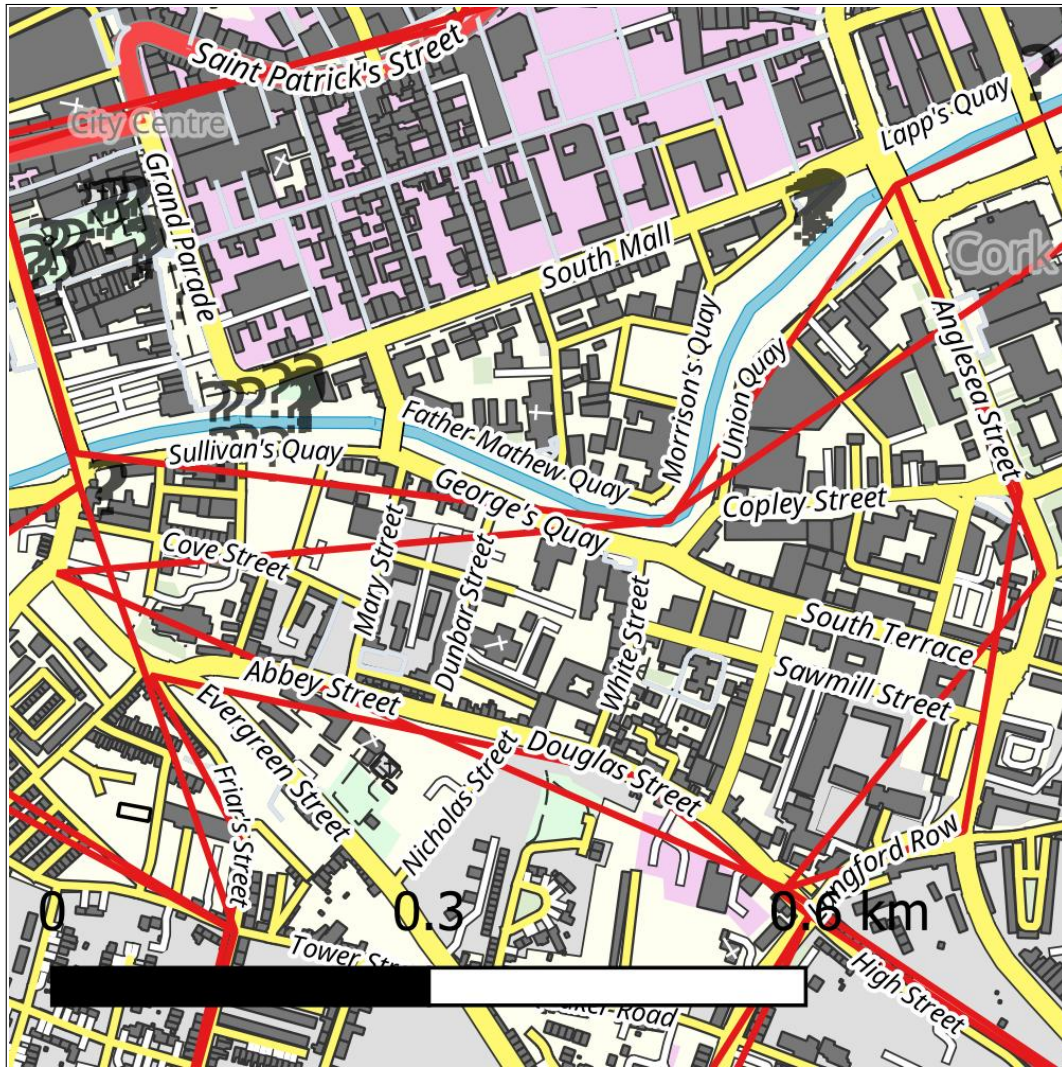 Saint Patrick's Street
City Centre
Lapp's Quay
Grand Parade
South Mall
Cork
Morrison's Quay
Union Quay
Anglesea Street
Father Mathew Quay
Sullivan's Quay
George's Quay
Copley Street
Cove Street
Mary Street
Dunbar Street
White Street
South Terrace
Sawmill Street
Abbey Street
Evergreen Street
Nicholas Street
Douglas Street
Friar's Street
Longford Row
0
0.3
0.6 km
Tower
High Street
Road